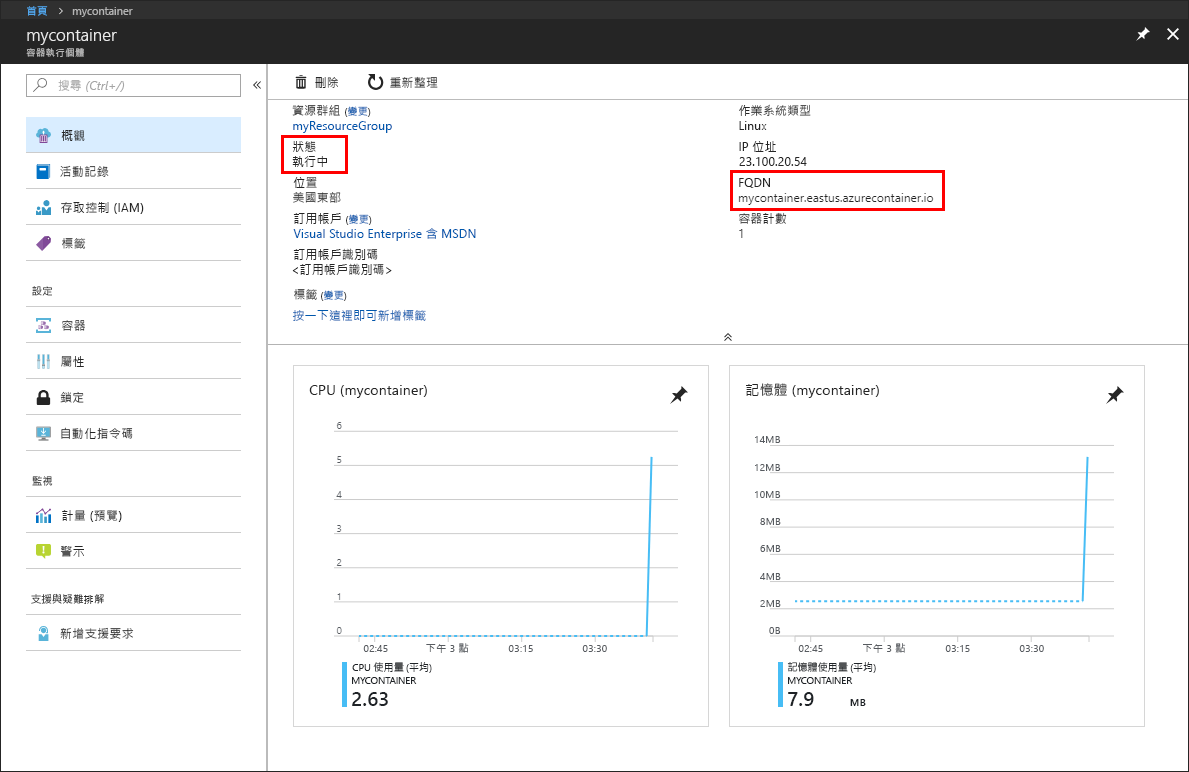 首頁 > mycontainer
mycontainer
容器執行個體
搜尋 (Ctrl+/)
«
概觀
活動記錄
存取控制 (IAM)
標籤
設定
容器
屬性
鎖定
自動化指令碼
監視
計量 (預覽)
警示
支援與疑難排解
新增支援要求
刪除
重新整理
資源群組 (變更)
myResourceGroup
狀態
執行中
位置
美國東部
訂用帳戶 (變更)
Visual Studio Enterprise 含 MSDN
訂用帳戶識別碼
<訂用帳戶識別碼>
標籤 (變更)
按一下這裡即可新增標籤
作業系統類型
Linux
IP 位址
23.100.20.54
FQDN
mycontainer.eastus.azurecontainer.io
容器計數
1
CPU (mycontainer)
6
5
4
3
2
1
0
02:45 下午 3 點 03:15 03:30
CPU 使用量 (平均)
MYCONTAINER
2.63
記憶體 (mycontainer)
14MB
12MB
10MB
8MB
6MB
4MB
2MB
0B
02:45 下午 3 點 03:15 03:30
記憶體使用量 (平均)
MYCONTAINER
7.9 MB